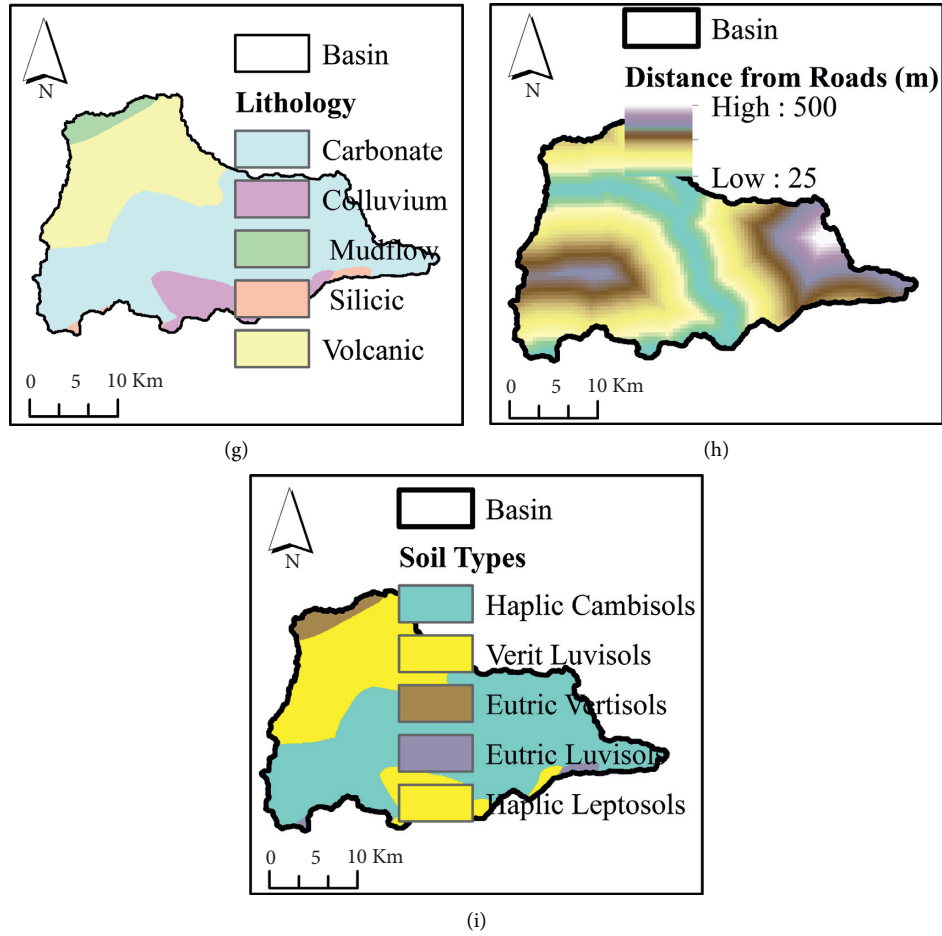 N
Basin
Lithology
Carbonate
Colluvium
Mudflow
Silicic
Volcanic
0 5 10 Km
(g)
N
Basin
Distance from Roads (m)
High : 500
Low : 25
0 5 10 Km
(h)
N
Basin
Soil Types
Haplic Cambisols
Verit Luvisols
Eutric Vertisols
Eutric Luvisols
Haplic Leptosols
0 5 10 Km
(i)